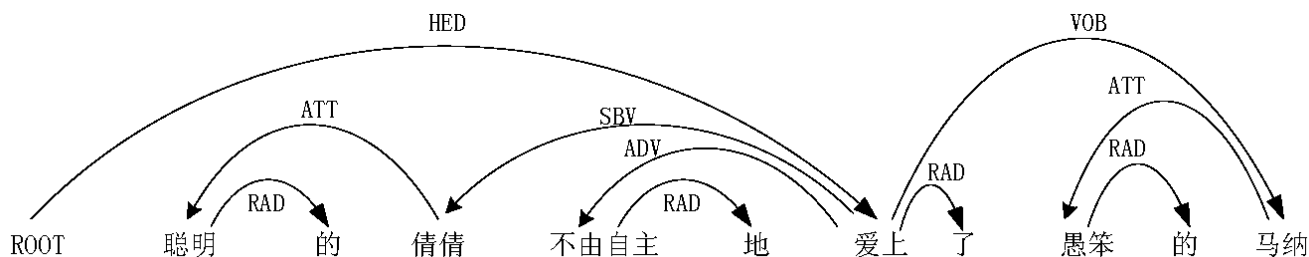 HED VOB
ATT SBV ATT
ADV RAD
RAD RAD RAD
ROOT 聪明 的 倩倩 不由自主 地 爱上 了 愚笨 的 马纳